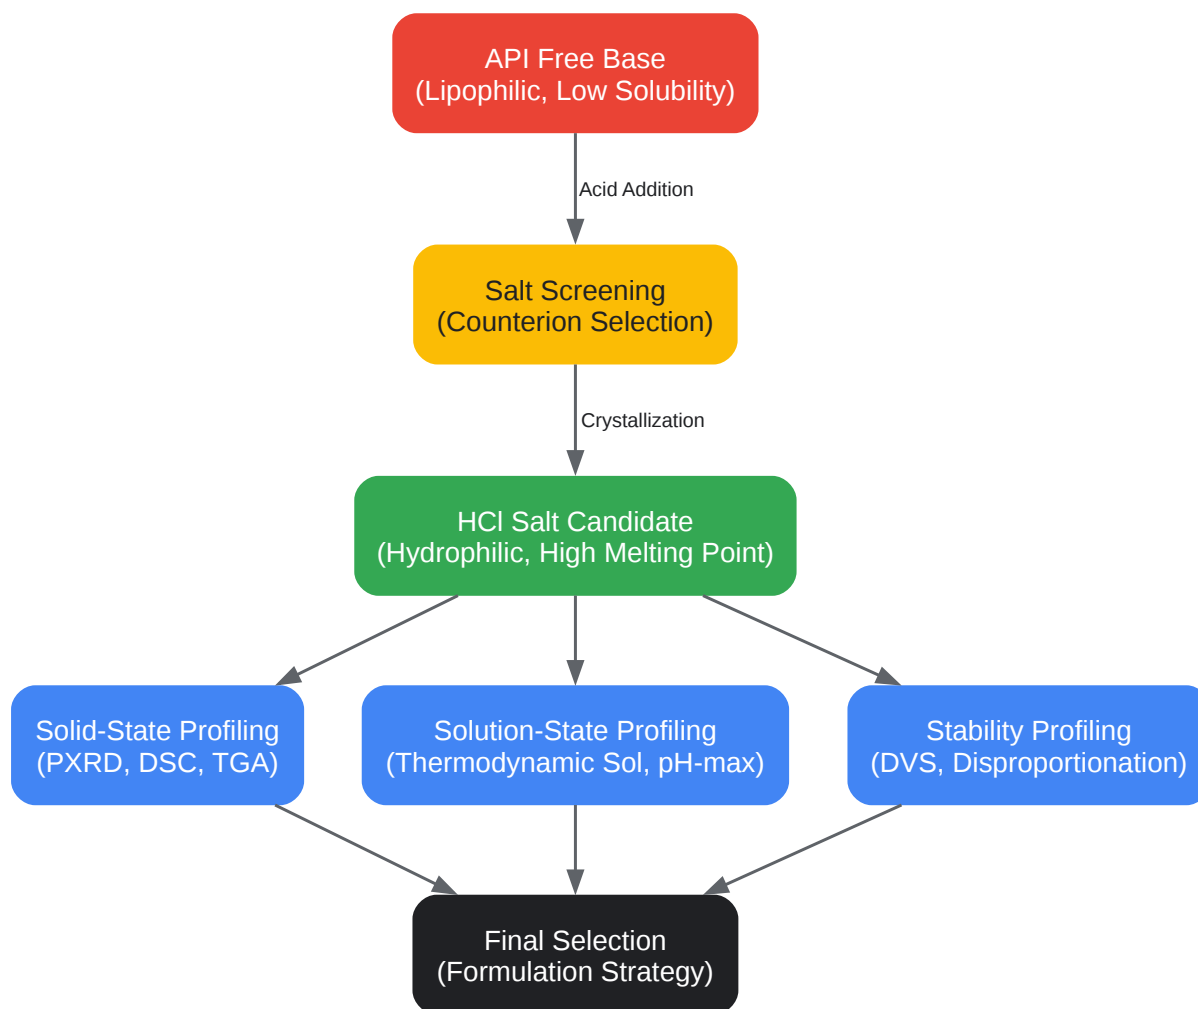 API Free Base
(Lipophilic, Low Solubility)
Acid Addition
Salt Screening
(Counterion Selection)
Crystallization
HCl Salt Candidate
(Hydrophilic, High Melting Point)
Solid-State Profiling
(PXRD, DSC, TGA)
Solution-State Profiling
(Thermodynamic Sol, pH-max)
Stability Profiling
(DVS, Disproportionation)
Final Selection
(Formulation Strategy)